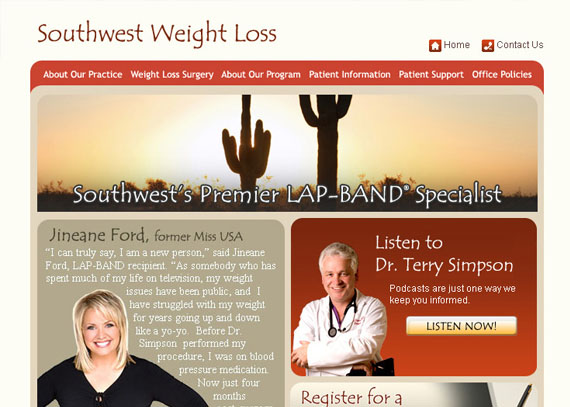 Southwest Weight Loss
Home Contact Us
About Our Practice Weight Loss Surgery About Our Program Patient Information Patient Support Office Policies
Southwest's Premier LAP-BAND® Specialist
Jineane Ford, former Miss USA
“I can truly say, I am a new person,” said Jineane
Ford, LAP-BAND recipient. “As somebody who has
spent much of my life on television, my weight
issues have been public, and I
have struggled with my weight
for years going up and down
like a yo-yo. Before Dr.
Simpson performed my
procedure, I was on blood
pressure medication.
Now just four
months
Listen to
Dr. Terry Simpson
Podcasts are just one way we
keep you informed.
LISTEN NOW!
Register for a